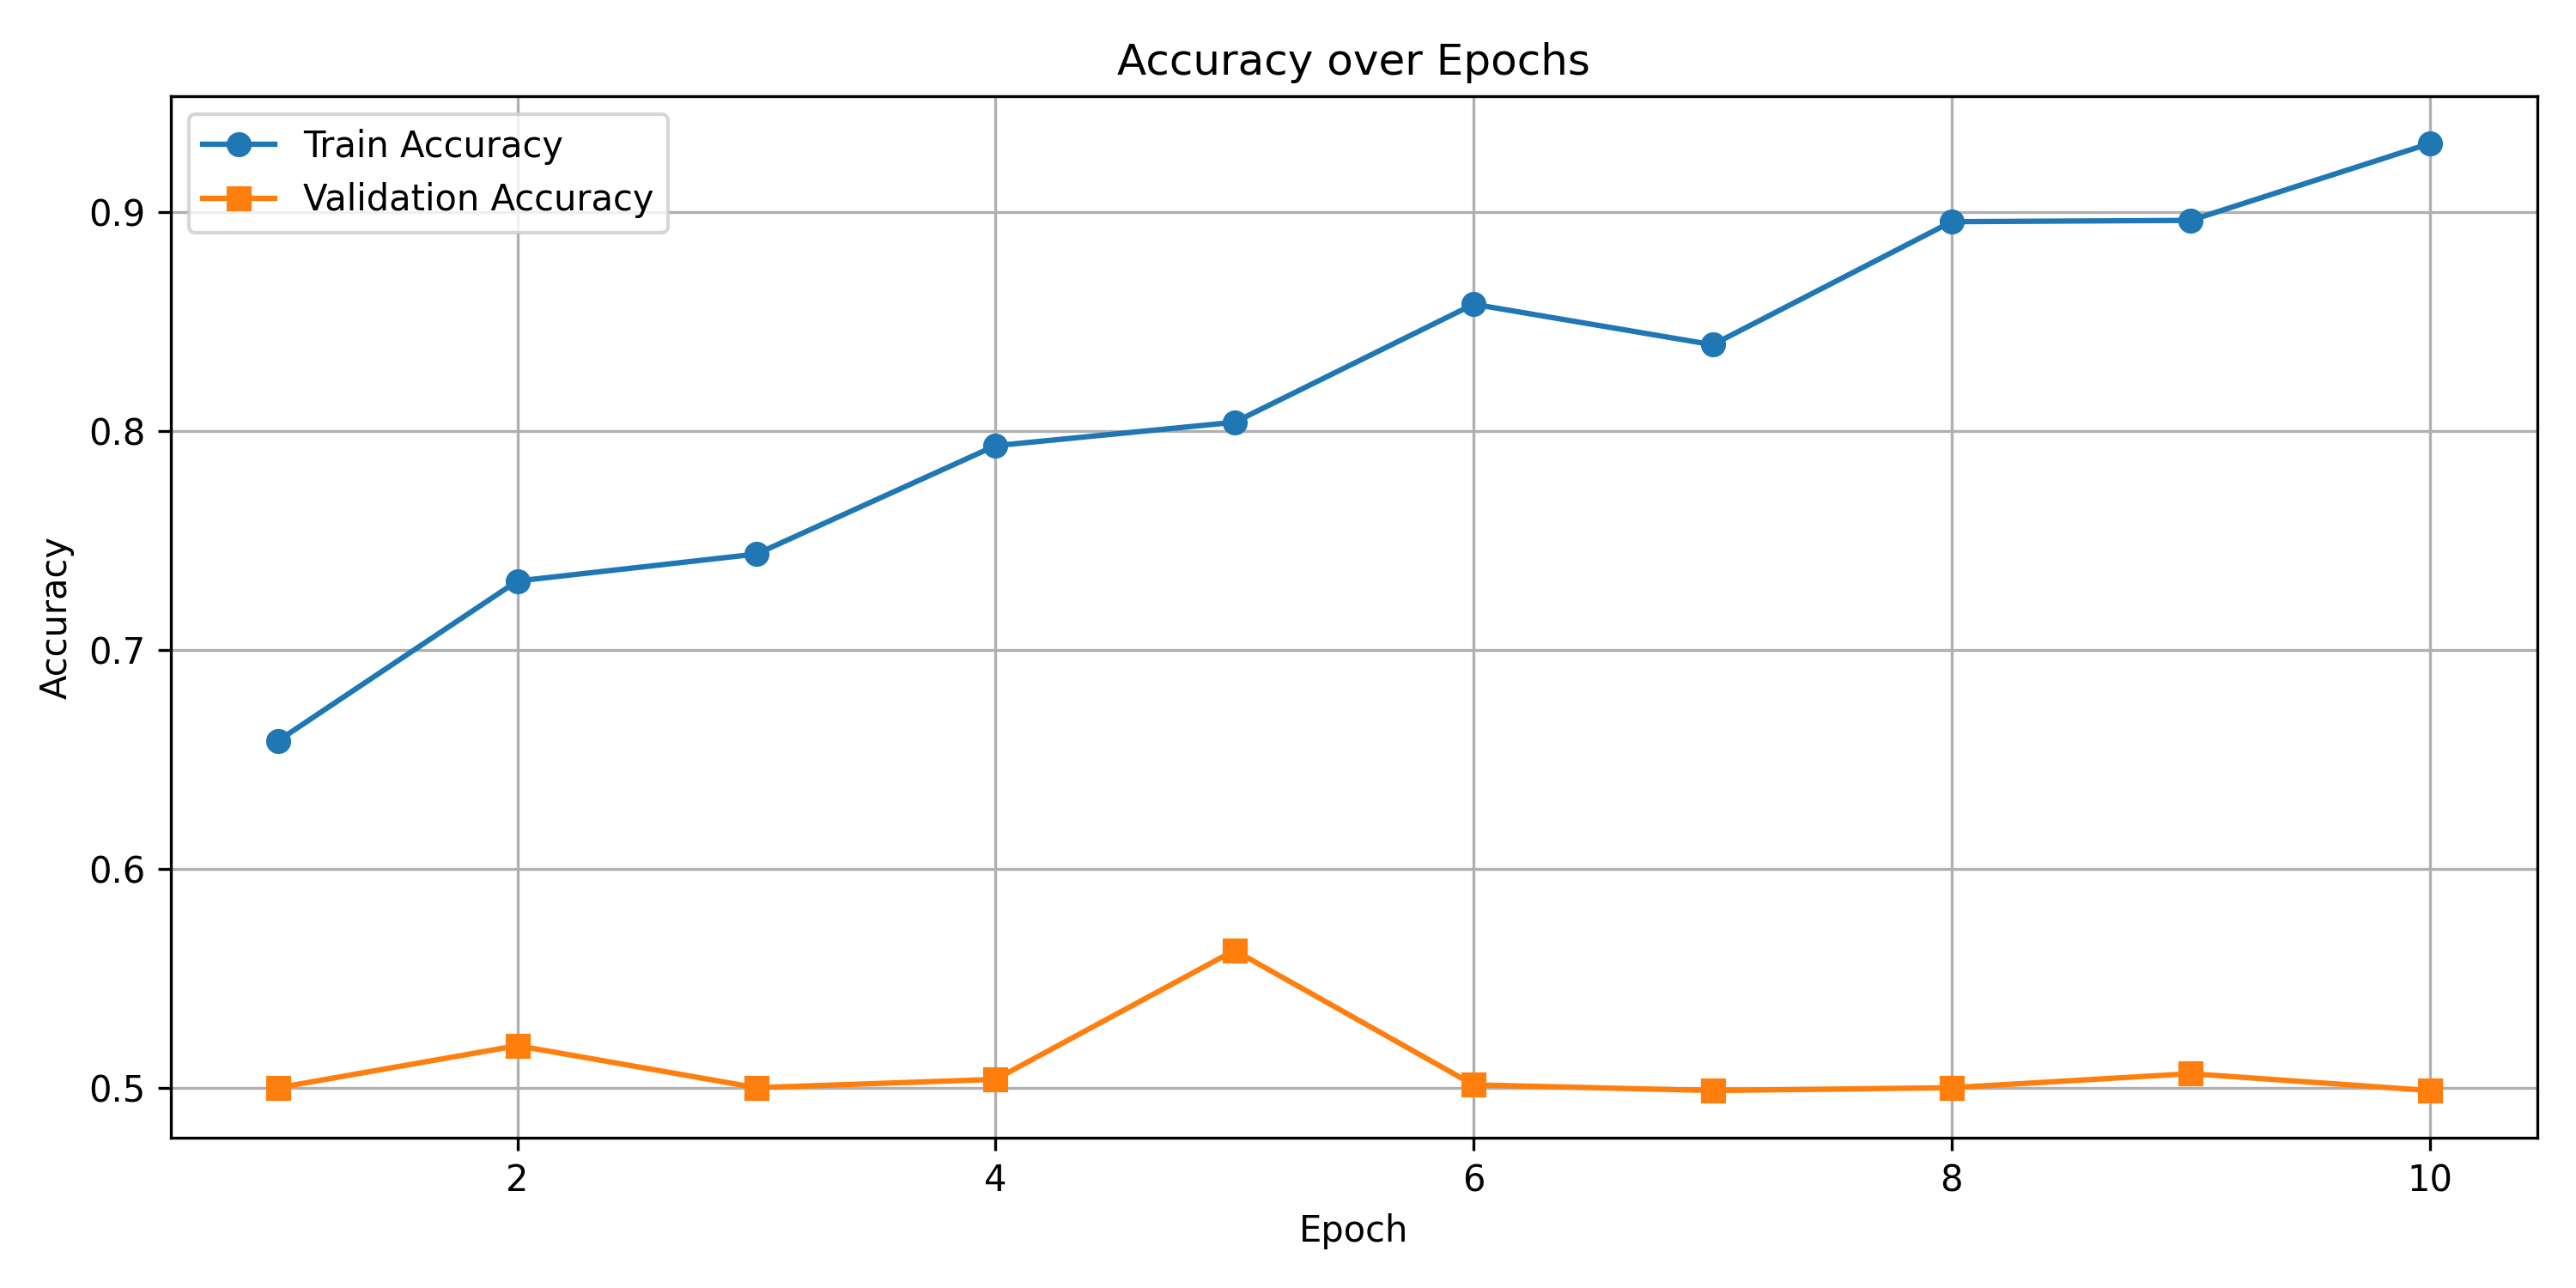 Accuracy over Epochs
Train Accuracy
Validation Accuracy
0.9
0.8
0.7
0.6
0.5
Accuracy
2 4 6 8 10
Epoch